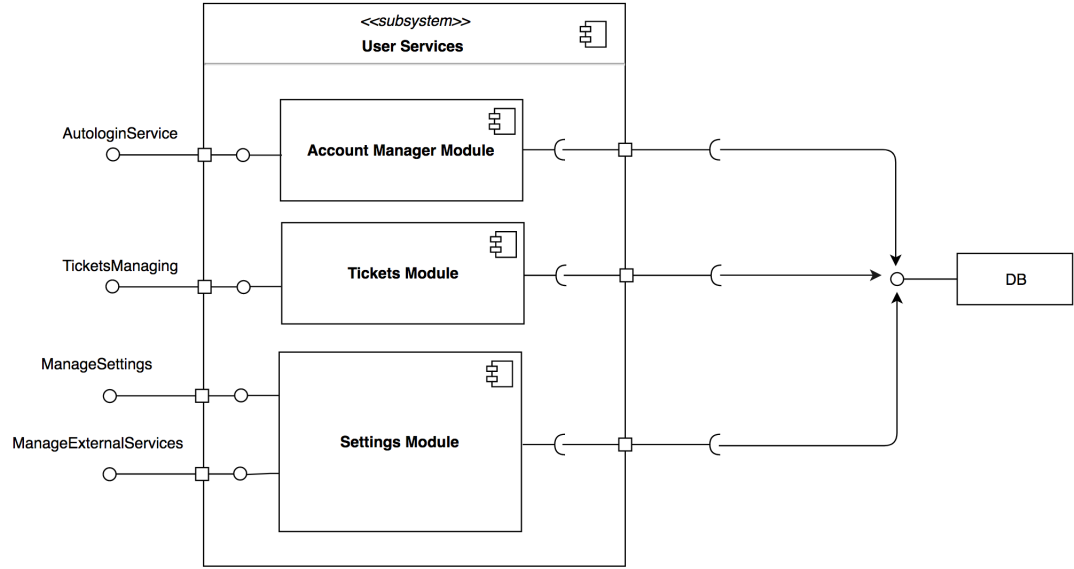 <<subsystem>>
User Services
AutologinService
Account Manager Module
TicketsManaging
Tickets Module
DB
ManageSettings
ManageExternalServices
Settings Module